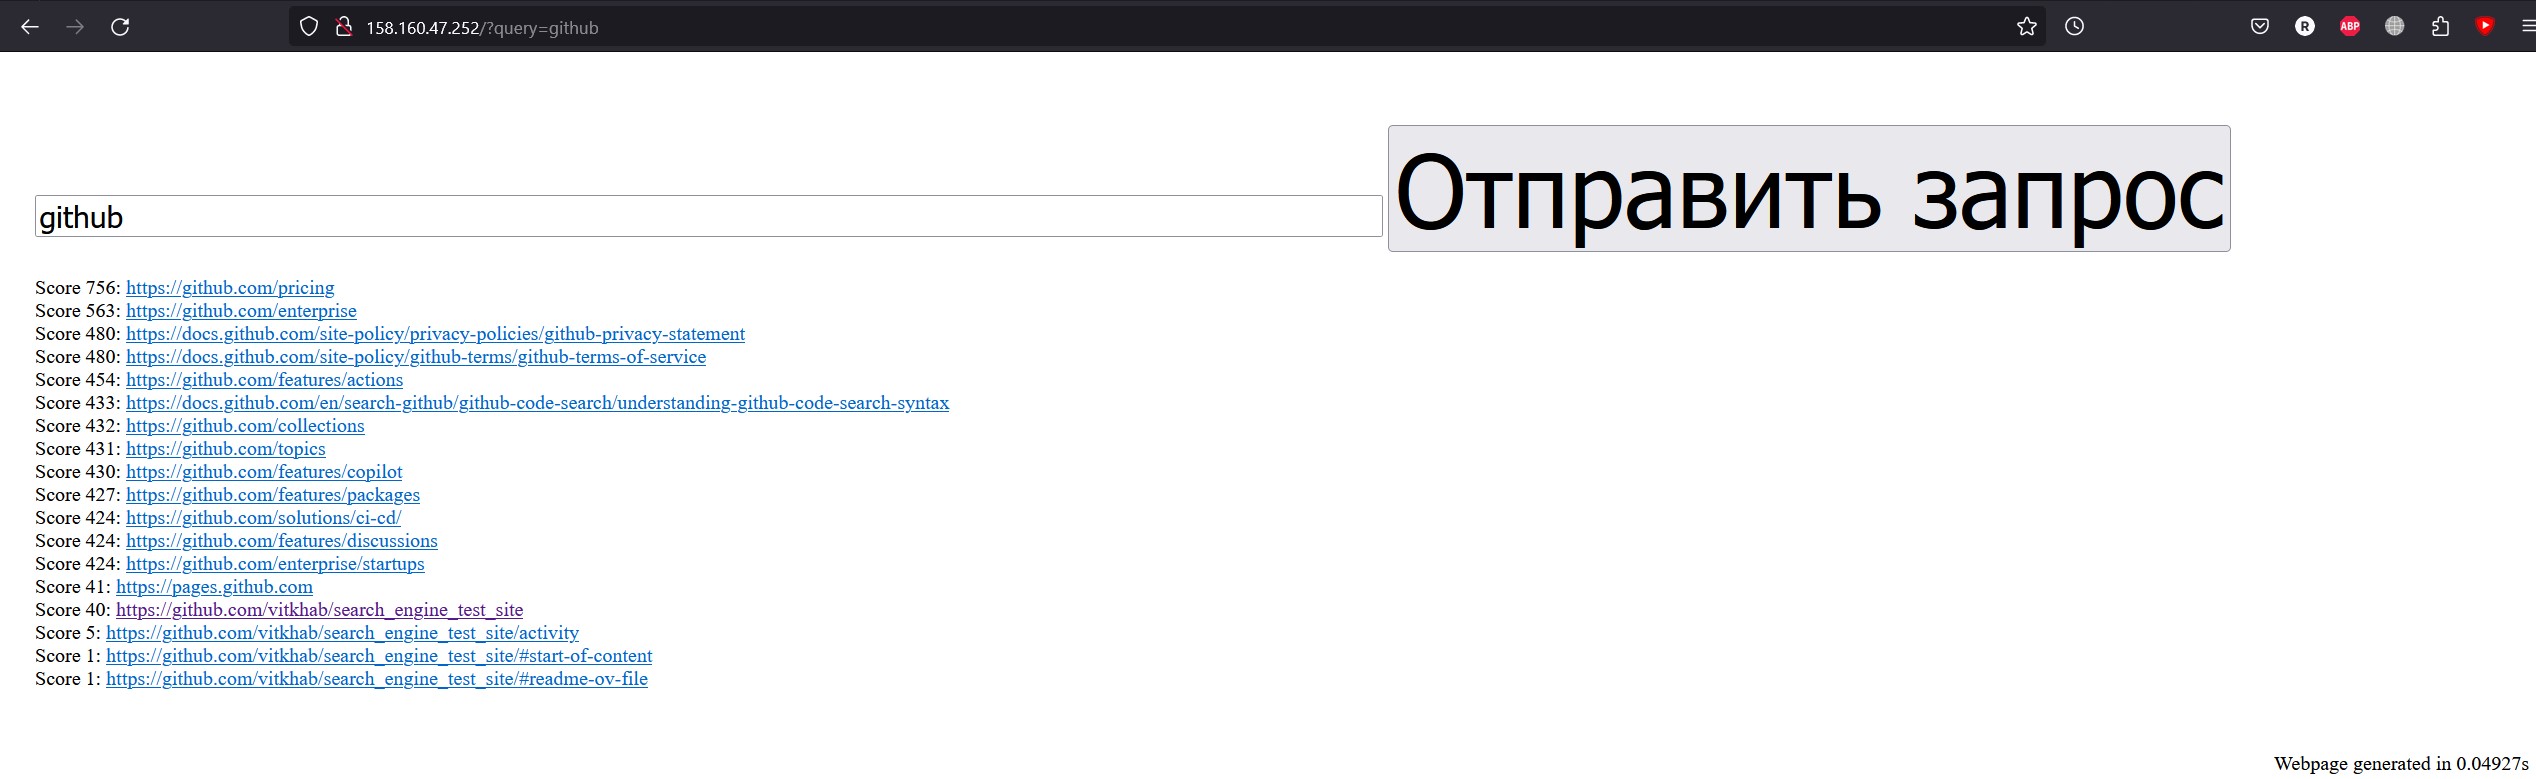 158.160.47.252/?query=github
R
ABP
github
Отправить запрос
Score 756: https://github.com/pricing
Score 563: https://github.com/enterprise
Score 480: https://docs.github.com/site-policy/privacy-policies/github-privacy-statement
Score 480: https://docs.github.com/site-policy/github-terms/github-terms-of-service
Score 454: https://github.com/features/actions
Score 433: https://docs.github.com/en/search-github/github-code-search/understanding-github-code-search-syntax
Score 432: https://github.com/collections
Score 431: https://github.com/topics
Score 430: https://github.com/features/copilot
Score 427: https://github.com/features/packages
Score 424: https://github.com/solutions/ci-cd/
Score 424: https://github.com/features/discussions
Score 424: https://github.com/enterprise/startups
Score 41: https://pages.github.com
Score 40: https://github.com/vitkhab/search_engine_test_site
Score 5: https://github.com/vitkhab/search_engine_test_site/activity
Score 1: https://github.com/vitkhab/search_engine_test_site/#start-of-content
Score 1: https://github.com/vitkhab/search_engine_test_site/#readme-ov-file
Webpage generated in 0.04927s